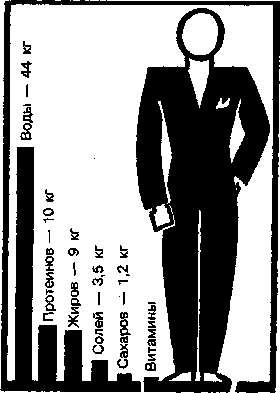 Воды — 44 кг
Протеинов — 10 кг
Жиров — 9 кг
Солей — 3,5 кг
Сахаров — 1,2 кг
Витамины